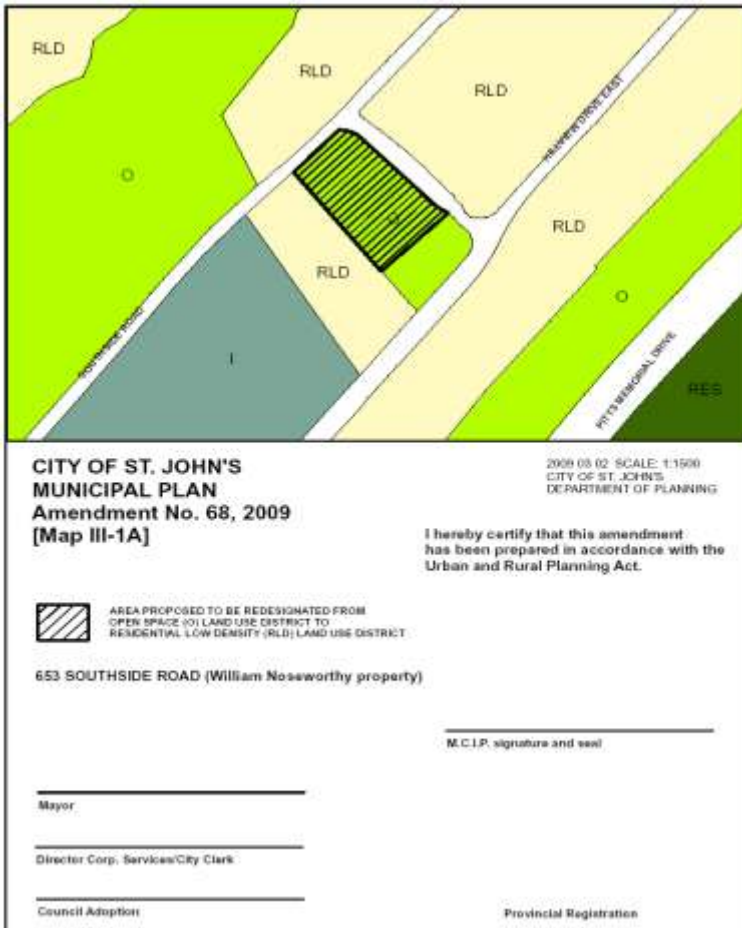 RLD
RLD
RLD
HILLVIEW DRIVE EAST
O
O
RLD
RLD
O
SOUTHSIDE ROAD
I
PITTS MEMORIAL DRIVE
RES
CITY OF ST. JOHN'S
MUNICIPAL PLAN
Amendment No. 68, 2009
[Map III-1A]
2009 03 02 SCALE: 1:1500
CITY OF ST. JOHN'S
DEPARTMENT OF PLANNING
I hereby certify that this amendment
has been prepared in accordance with the
Urban and Rural Planning Act.
AREA PROPOSED TO BE REDESIGNATED FROM
OPEN SPACE (O) LAND USE DISTRICT TO
RESIDENTIAL LOW DENSITY (RLD) LAND USE DISTRICT
653 SOUTHSIDE ROAD (William Noseworthy property)
M.C.I.P. signature and seal
Mayor
Director Corp. Services/City Clerk
Council Adoption
Provincial Registration